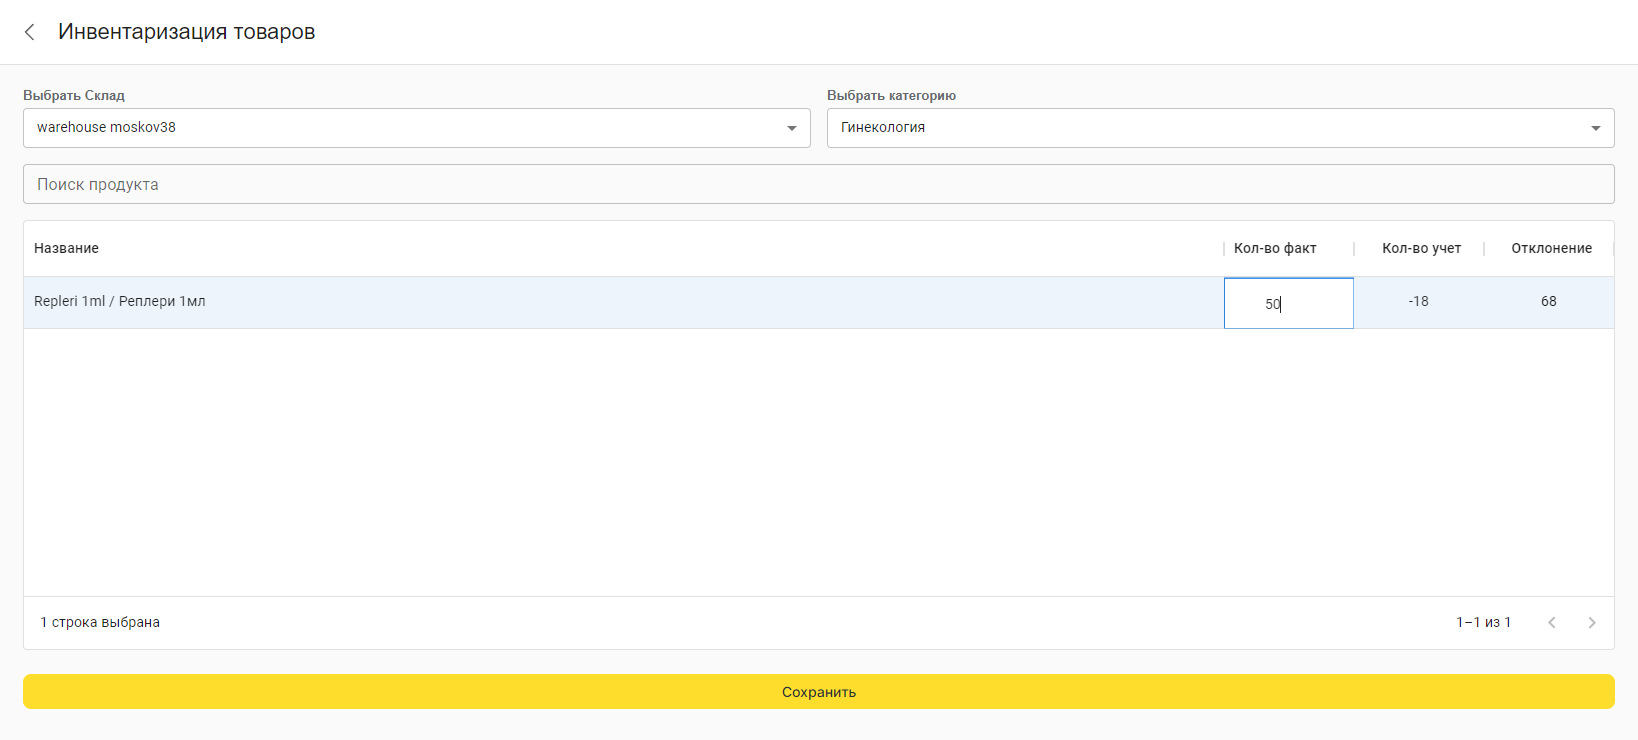 Инвентаризация товаров
Выбрать Склад
Выбрать категорию
warehouse moskov38
Гинекология
Поиск продукта
Название Кол-во факт Кол-во учет Отклонение
Repleri 1ml / Реплери 1мл 50 -18 68
1 строка выбрана 1–1 из 1
Сохранить